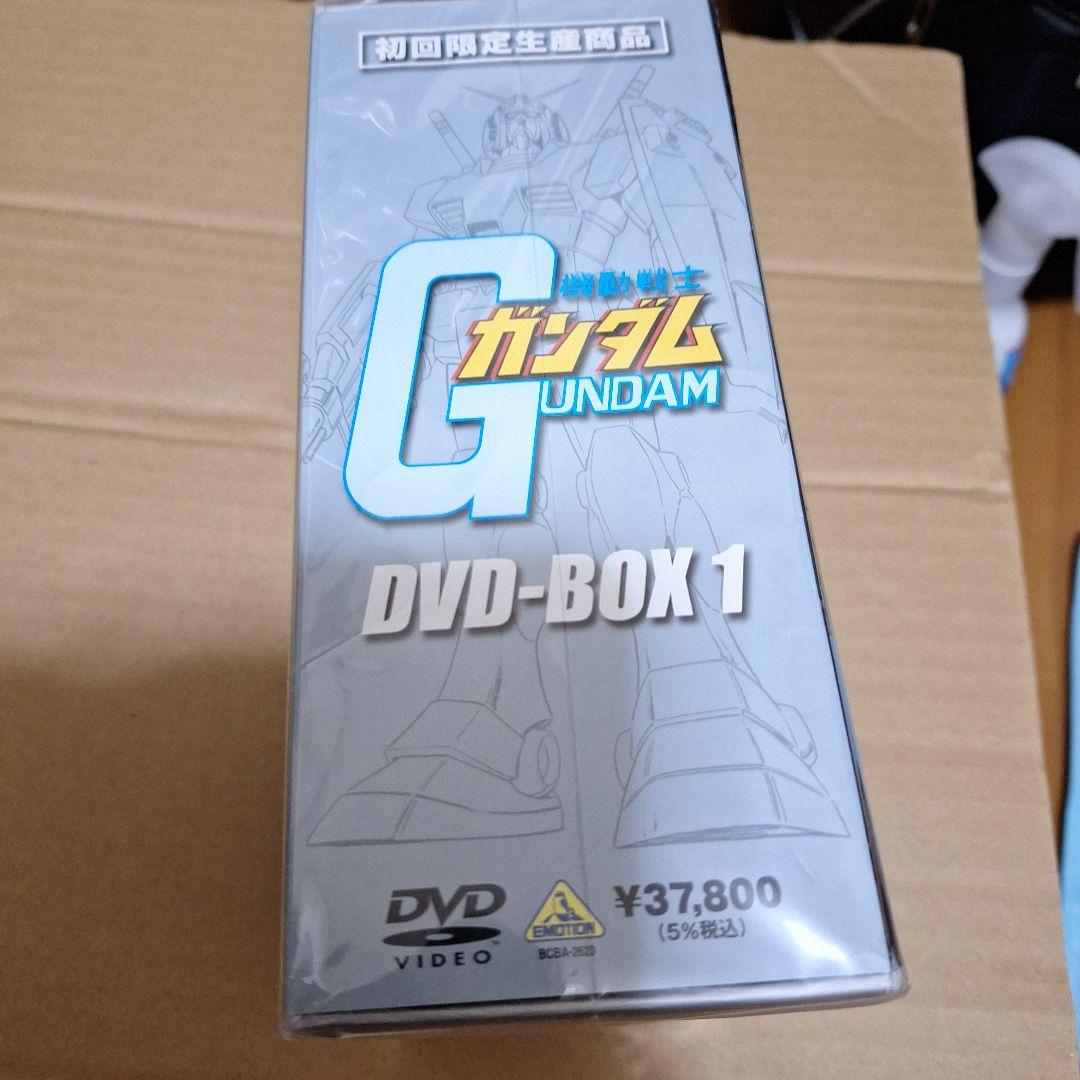 初回限定生産商品
機動戦士
ガンダム
GUNDAM
DVD-BOX 1
DVD
VIDEO
EMOTION
BCBA-2620
¥37,800
(5%税込)